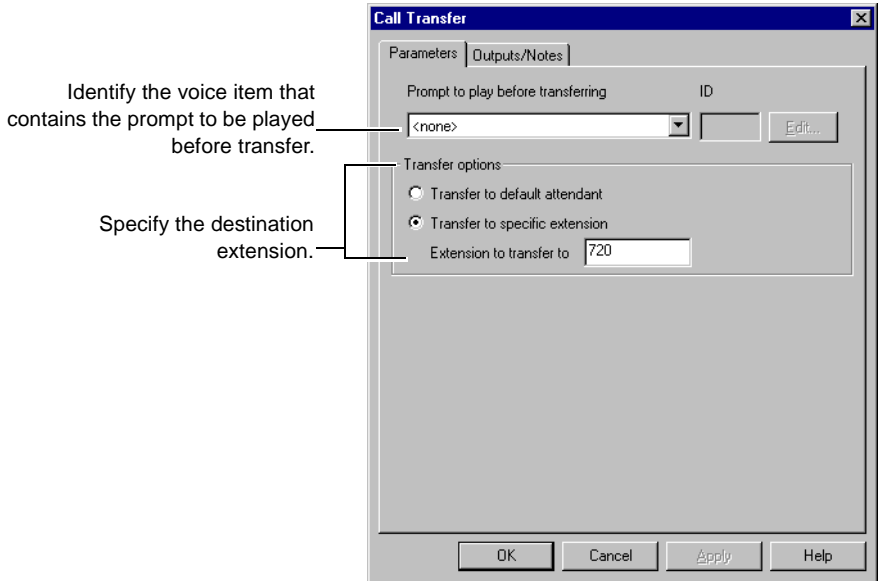 Call Transfer
Parameters
Outputs/Notes
Identify the voice item that
contains the prompt to be played
before transfer.
Prompt to play before transferring
ID
<none>
Edit...
Transfer options
Transfer to default attendant
Specify the destination
extension.
Transfer to specific extension
Extension to transfer to
720
OK
Cancel
Apply
Help